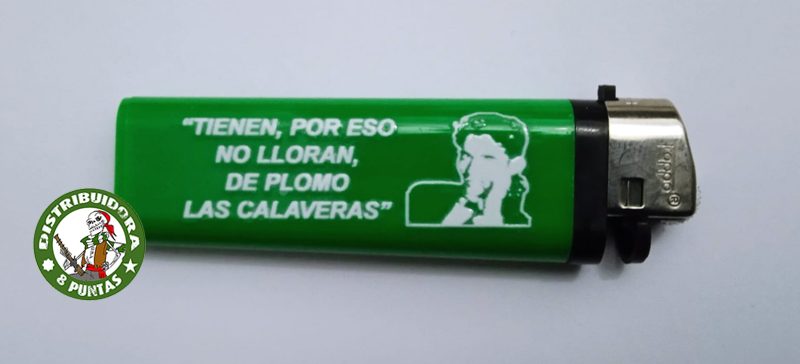 “TIENEN, POR ESO
NO LLORAN,
DE PLOMO
LAS CALAVERAS”
DISTRIBUIDORA
8 PUNTAS